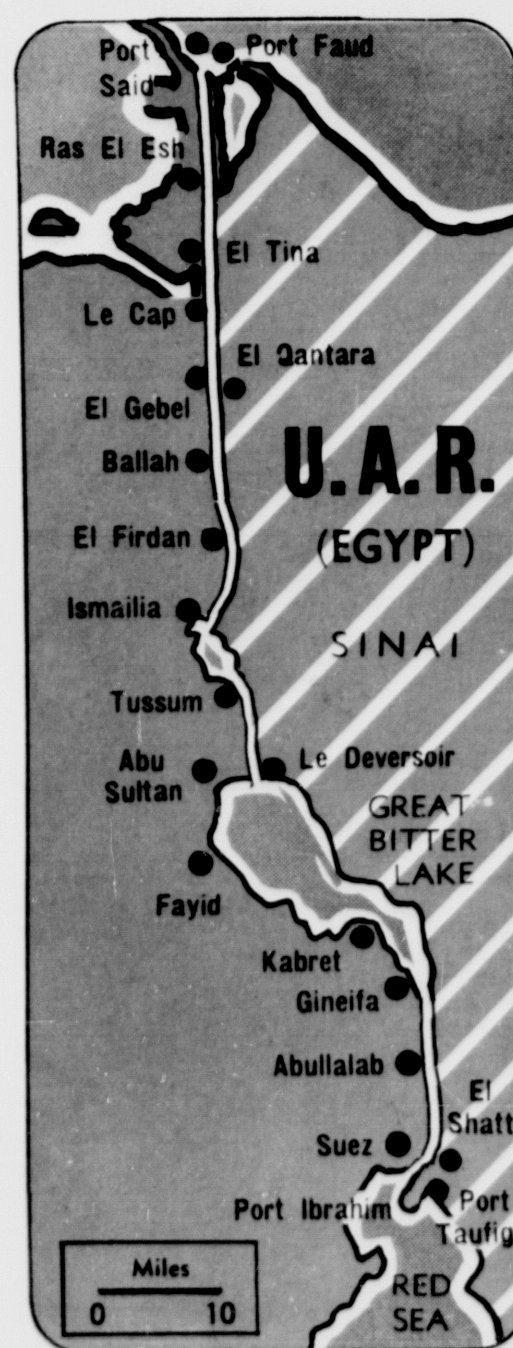 Port
Said
Port Faud
Ras El Esh
El Tina
Le Cap
El Qantara
El Gebel
Ballah
U.A.R.
(EGYPT)
El Firdan
Ismailia
SINAI
Tussum
Abu
Sultan
Le Deversoir
GREAT
BITTER
LAKE
Fayid
Kabret
Gineifa
Abullalab
El
Shatt
Suez
Port Ibrahim
Port
Taufig
Miles
0 10
RED
SEA